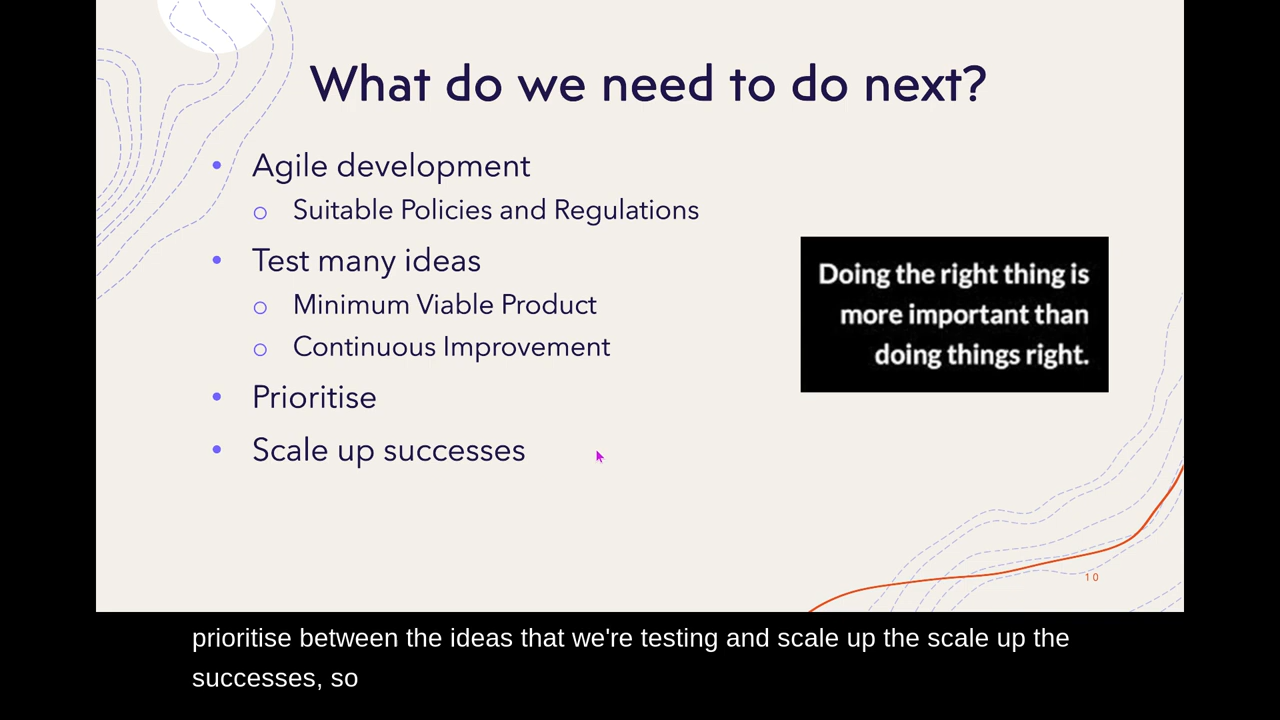 What do we need to do next?
• Agile development
o Suitable Policies and Regulations
• Test many ideas
o Minimum Viable Product
o Continuous Improvement
• Prioritise
• Scale up successes
Doing the right thing is
more important than
doing things right.
10
prioritise between the ideas that we're testing and scale up the scale up the
successes, so